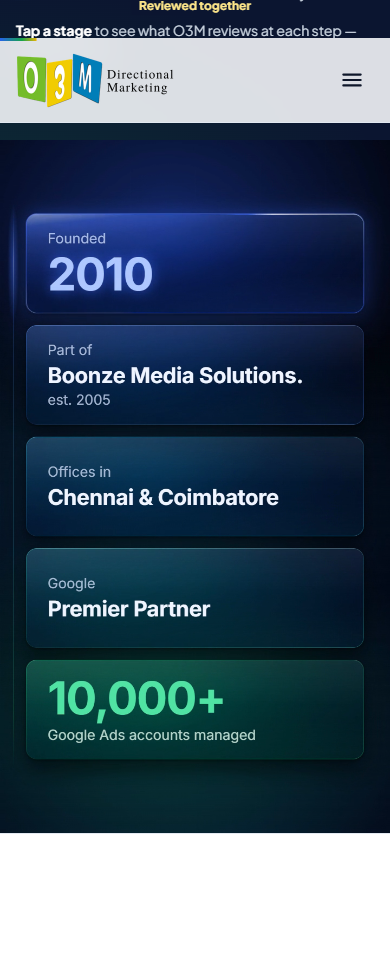 Reviewed together
Tap a stage to see what O3M reviews at each step —
O3M Directional
Marketing
Founded
2010
Part of
Boonze Media Solutions.
est. 2005
Offices in
Chennai & Coimbatore
Google
Premier Partner
10,000+
Google Ads accounts managed